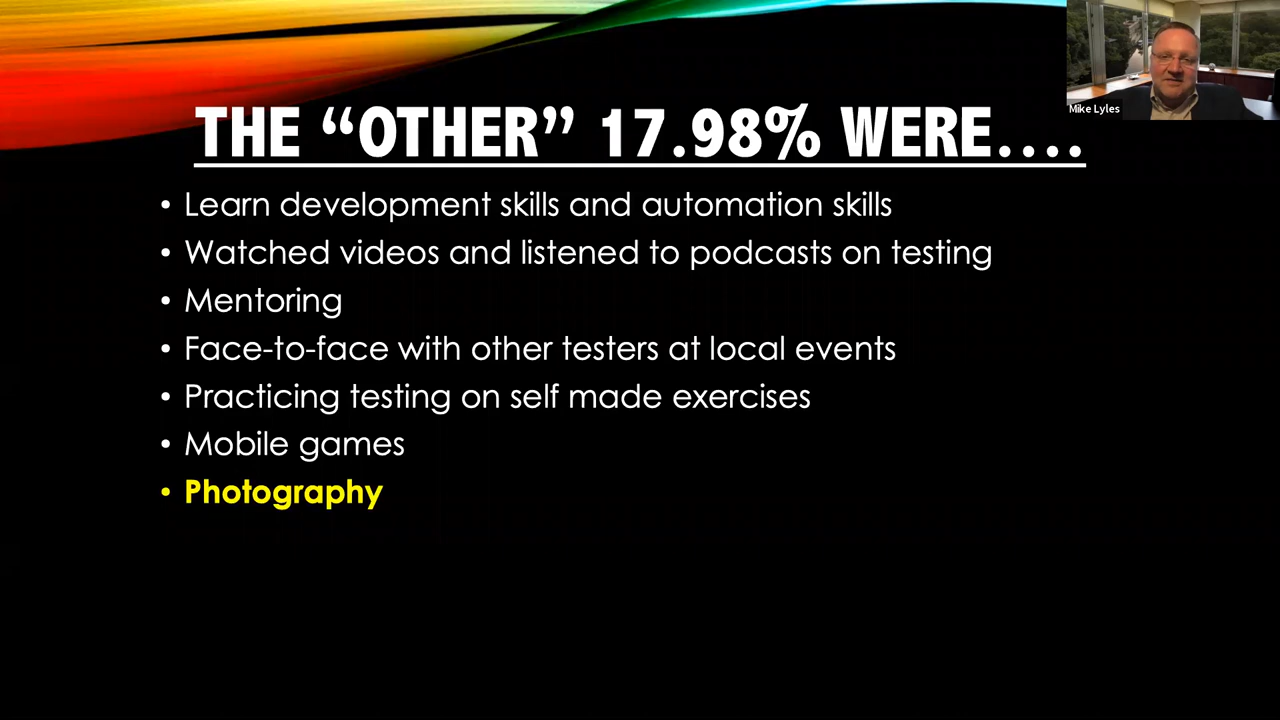 Mike Lyles
THE “OTHER” 17.98% WERE....
• Learn development skills and automation skills
• Watched videos and listened to podcasts on testing
• Mentoring
• Face-to-face with other testers at local events
• Practicing testing on self made exercises
• Mobile games
• Photography